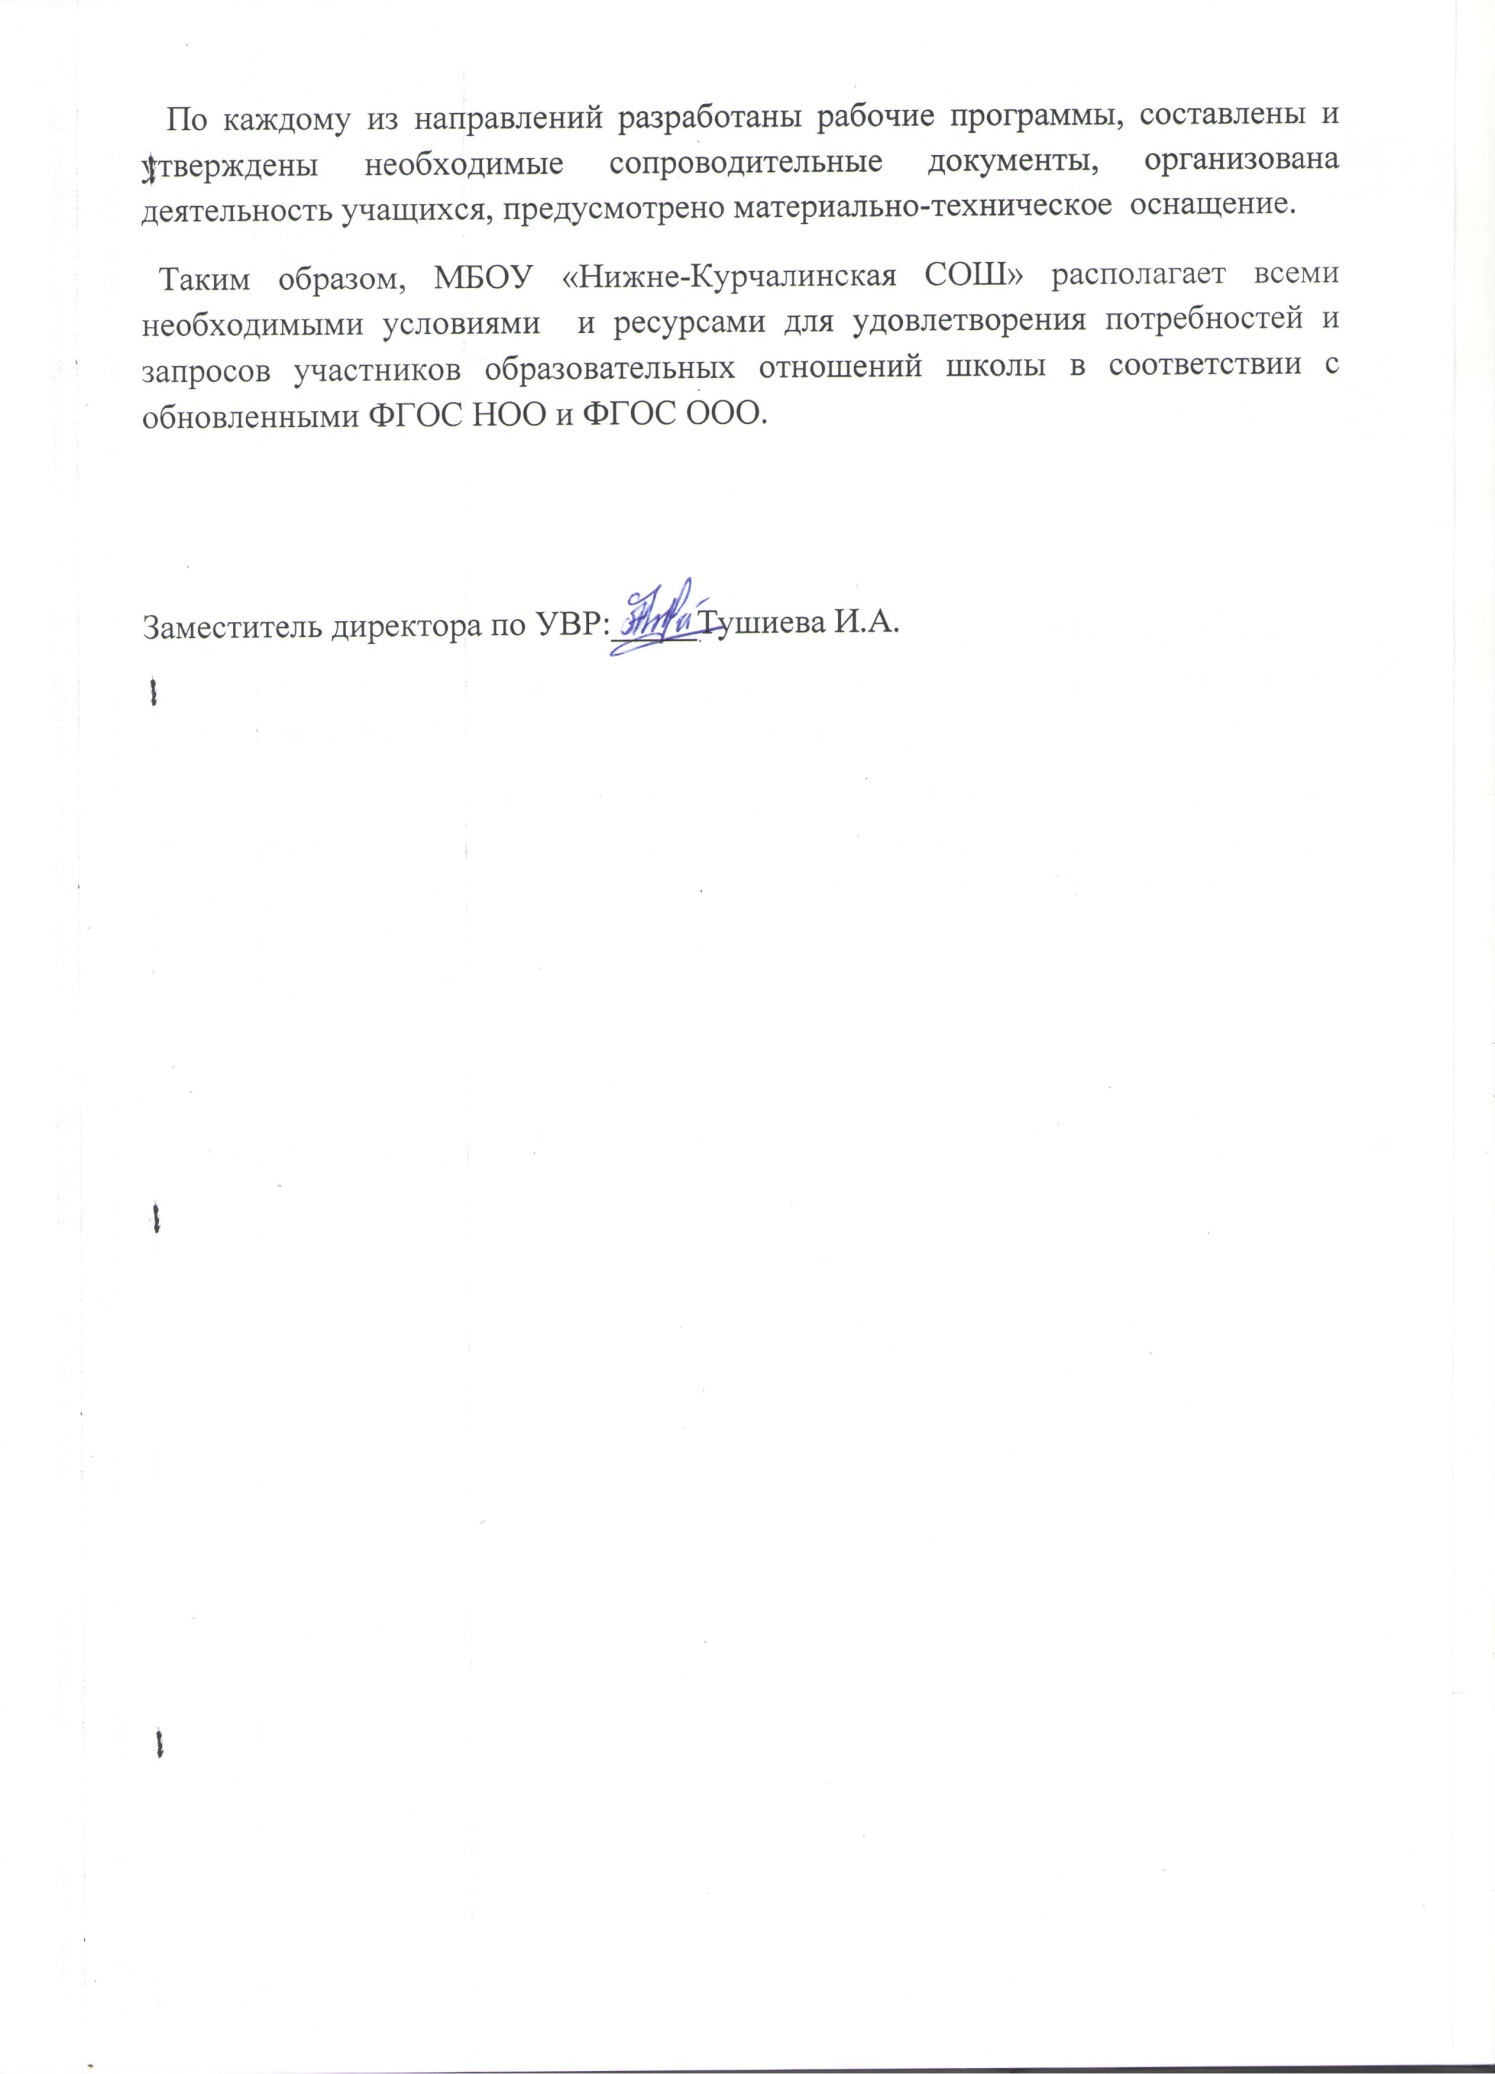 По каждому из направлений разработаны рабочие программы, составлены и
утверждены необходимые сопроводительные документы, организована
деятельность учащихся, предусмотрено материально-техническое оснащение.
Таким образом, МБОУ «Нижне-Курчалинская СОШ» располагает всеми
необходимыми условиями и ресурсами для удовлетворения потребностей и
запросов участников образовательных отношений школы в соответствии с
обновленными ФГОС НОО и ФГОС ООО.
Заместитель директора по УВР:_____Тушиева И.А.